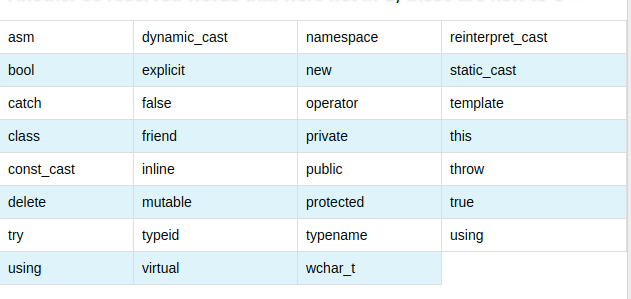 asm dynamic_cast namespace reinterpret_cast
bool explicit new static_cast
catch false operator template
class friend private this
const_cast inline public throw
delete mutable protected true
try typeid typename using
using virtual wchar_t